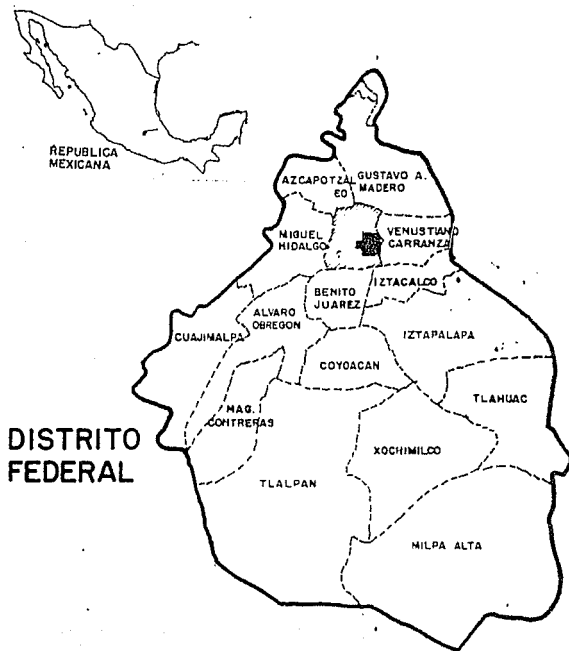 REPUBLICA
MEXICANA
AZCAPOTZAL
CO
GUSTAVO A.
MADERO
MIGUEL
HIDALGO
VENUSTIANO
CARRANZA
BENITO
JUAREZ
IZTACALCO
CUAJIMALPA
ALVARO
OBREGON
IZTAPALAPA
COYOACAN
TLAHUAC
MAG.
CONTRERAS
DISTRITO
FEDERAL
XOCHIMILCO
TLALPAN
MILPA ALTA